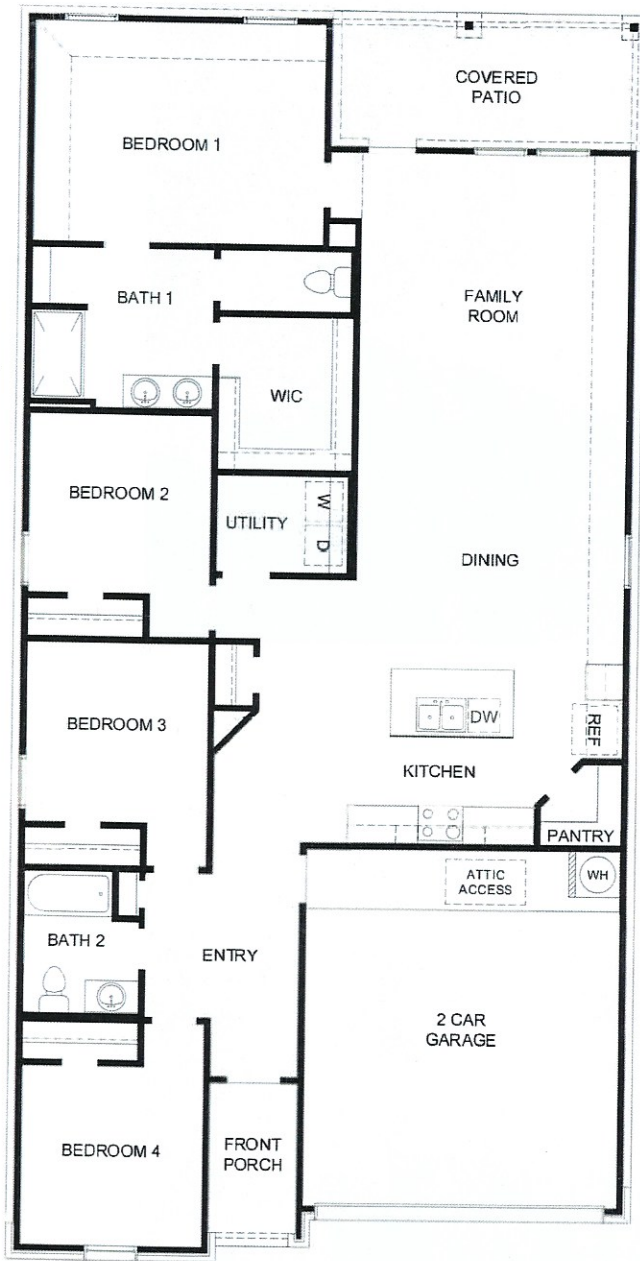 COVERED
PATIO
BEDROOM 1
BATH 1
FAMILY
ROOM
WIC
BEDROOM 2
UTILITY
W
D
DINING
BEDROOM 3
DW
REF
KITCHEN
PANTRY
ATTIC
ACCESS
WH
BATH 2
ENTRY
2 CAR
GARAGE
BEDROOM 4
FRONT
PORCH